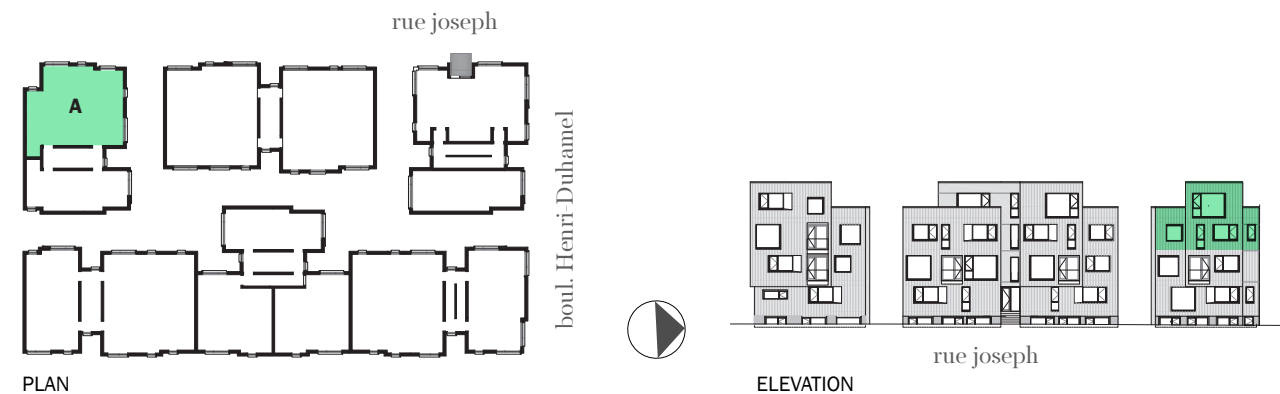 rue joseph
A
boul. Henri-Duhamel
PLAN
rue joseph
ELEVATION